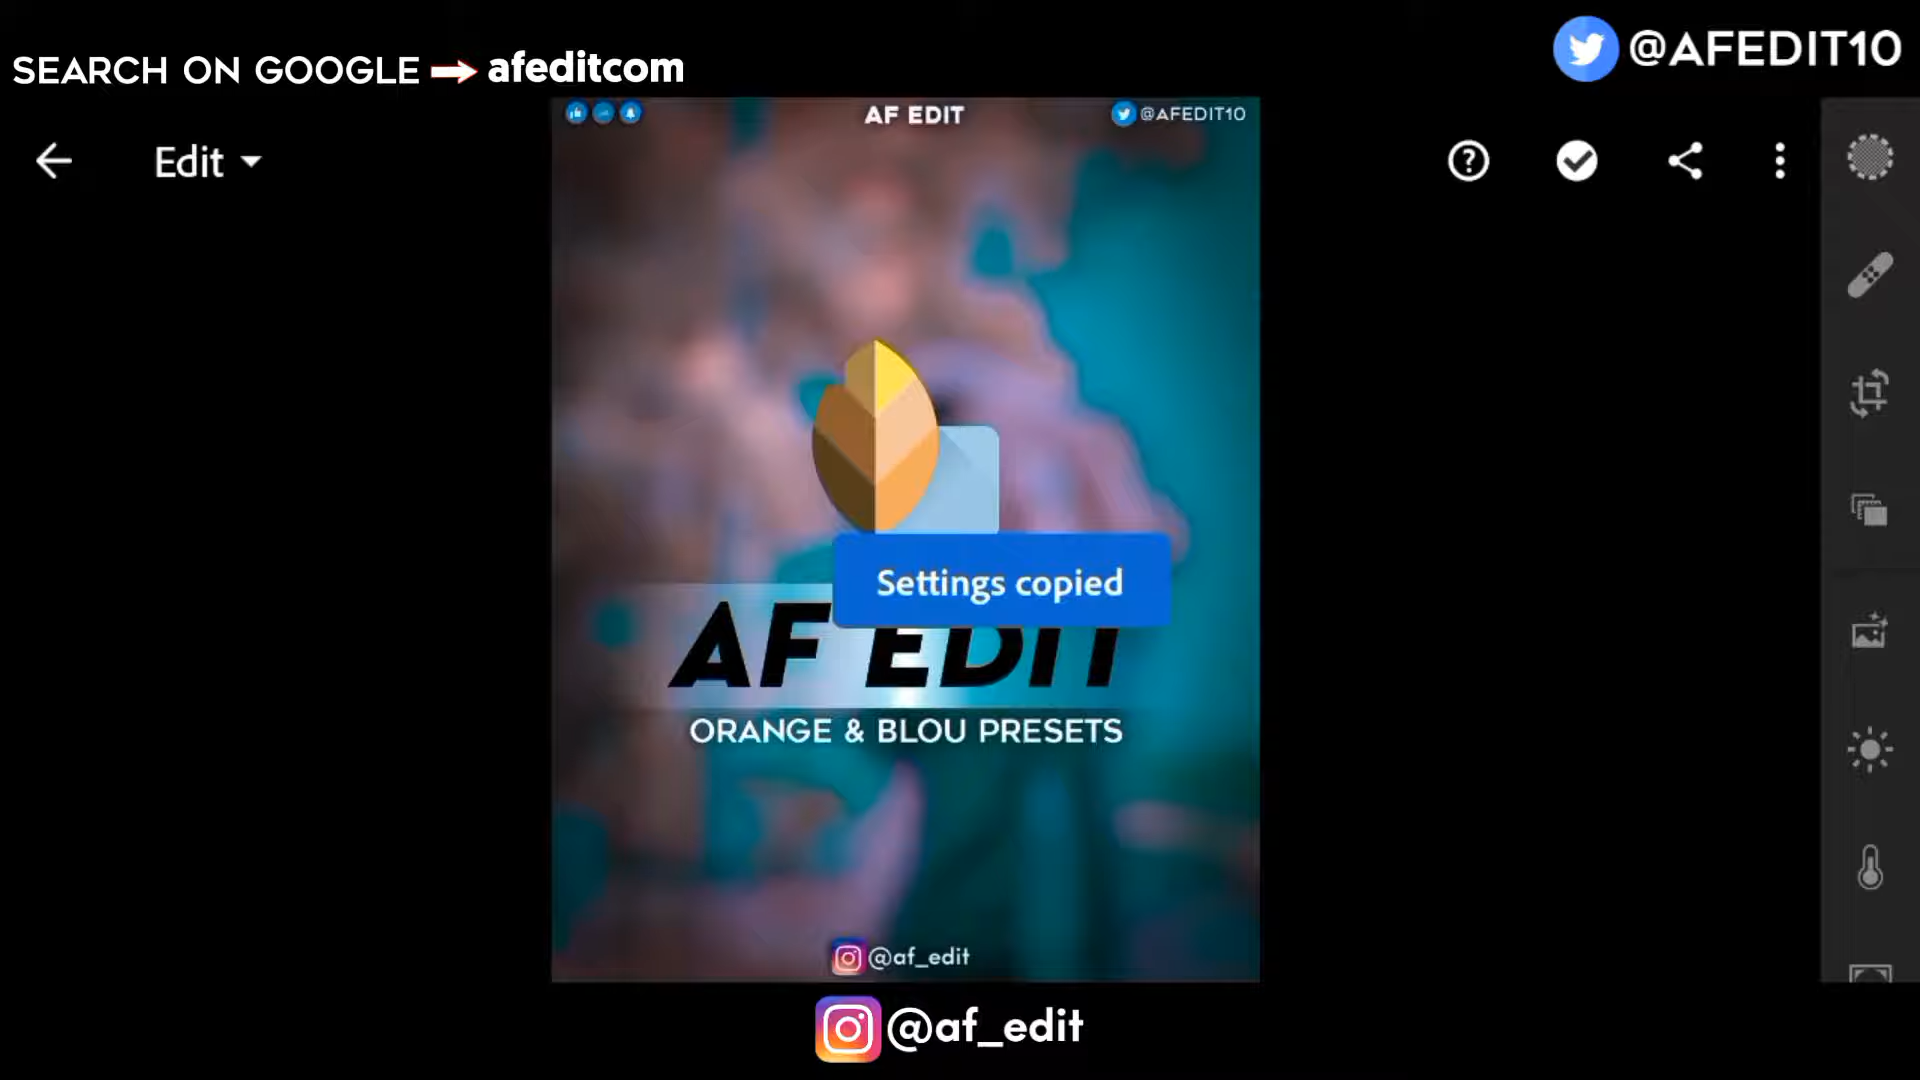 SEARCH ON GOOGLE afeditcom
@AFEDIT10
AF EDIT
@AFEDIT10
Edit
Settings copied
AF EDIT
ORANGE & BLOU PRESETS
@af_edit
@af_edit